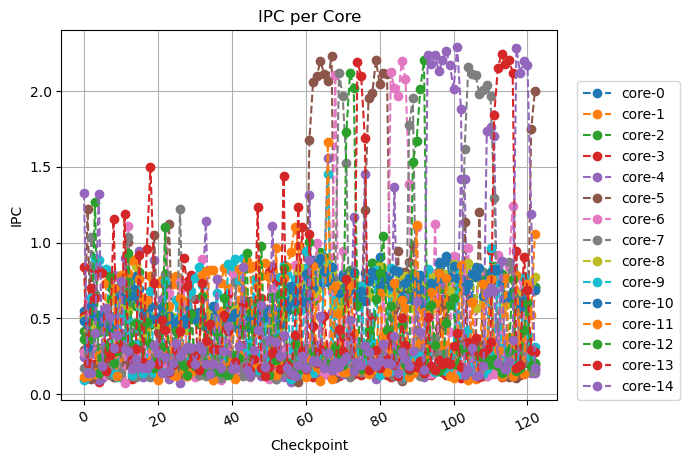 IPC per Core
IPC
2.0
1.5
1.0
0.5
0.0
0
20
40
60
80
100
120
Checkpoint
core-0
core-1
core-2
core-3
core-4
core-5
core-6
core-7
core-8
core-9
core-10
core-11
core-12
core-13
core-14